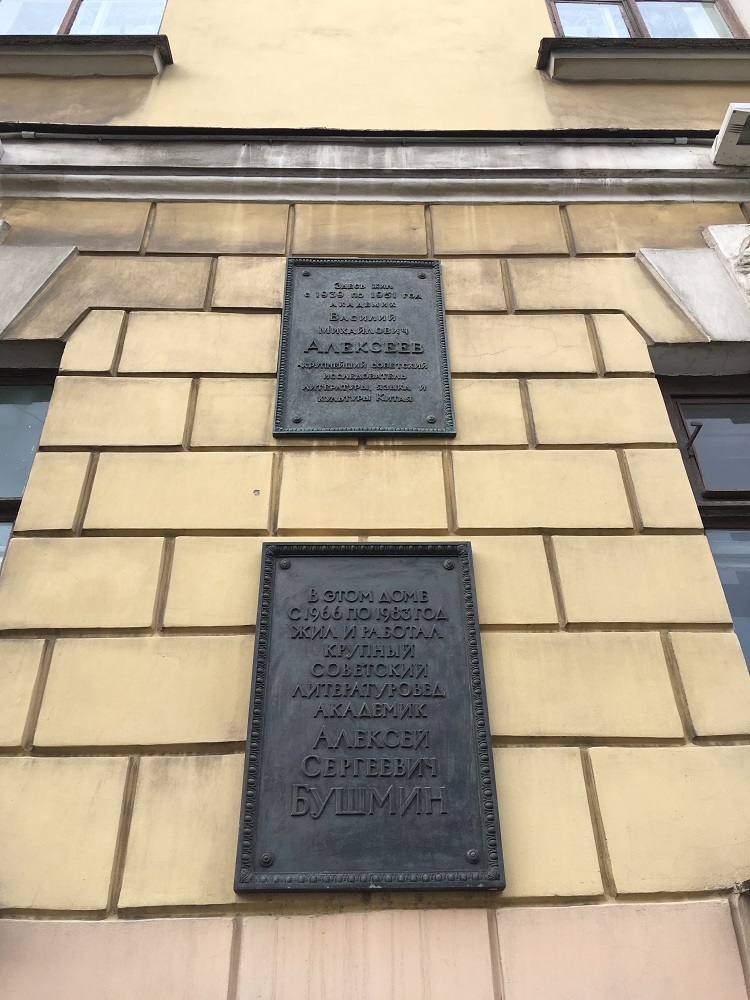 Здесь жил
с 1939 по 1951 год
академик
Василий
Михайлович
Алексеев
крупнейший советский
исследователь
литературы, языка и
культуры Китая
В этом доме
с 1966 по 1983 год
жил и работал
крупный
советский
литературовед
академик
Алексей
Сергеевич
Бушмин